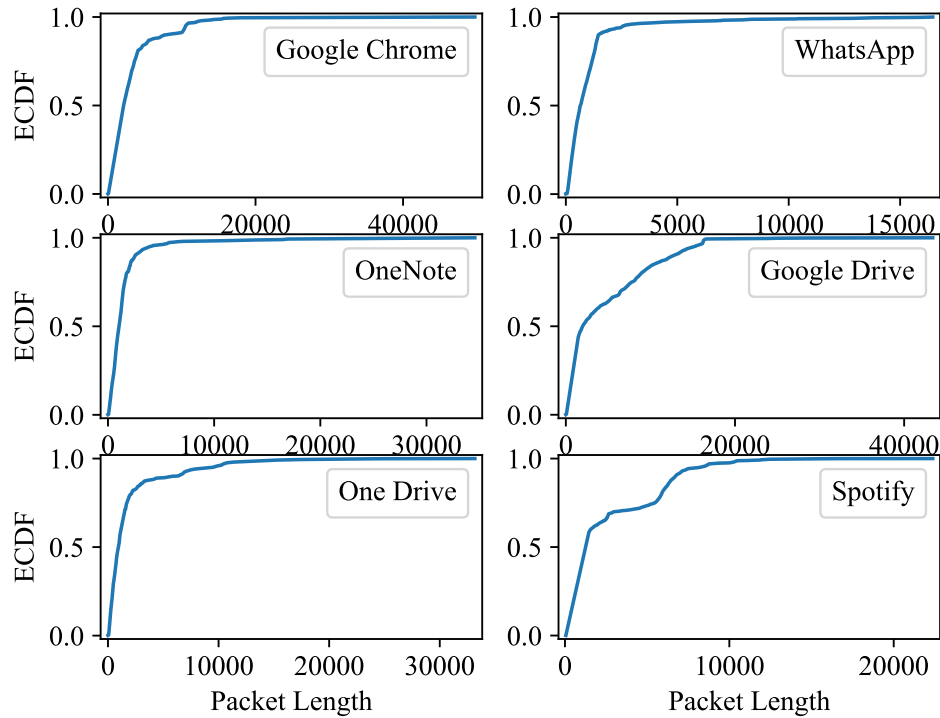 1.0
0.5
0.0
ECDF
Google Chrome
0 20000 40000
WhatsApp
1.0
0.5
0.0
0 5000 10000 15000
1.0
0.5
0.0
ECDF
OneNote
0 10000 20000 30000
1.0
0.5
0.0
Google Drive
0 20000 40000
1.0
0.5
0.0
ECDF
One Drive
0 10000 20000 30000
Packet Length
1.0
0.5
0.0
Spotify
0 10000 20000
Packet Length